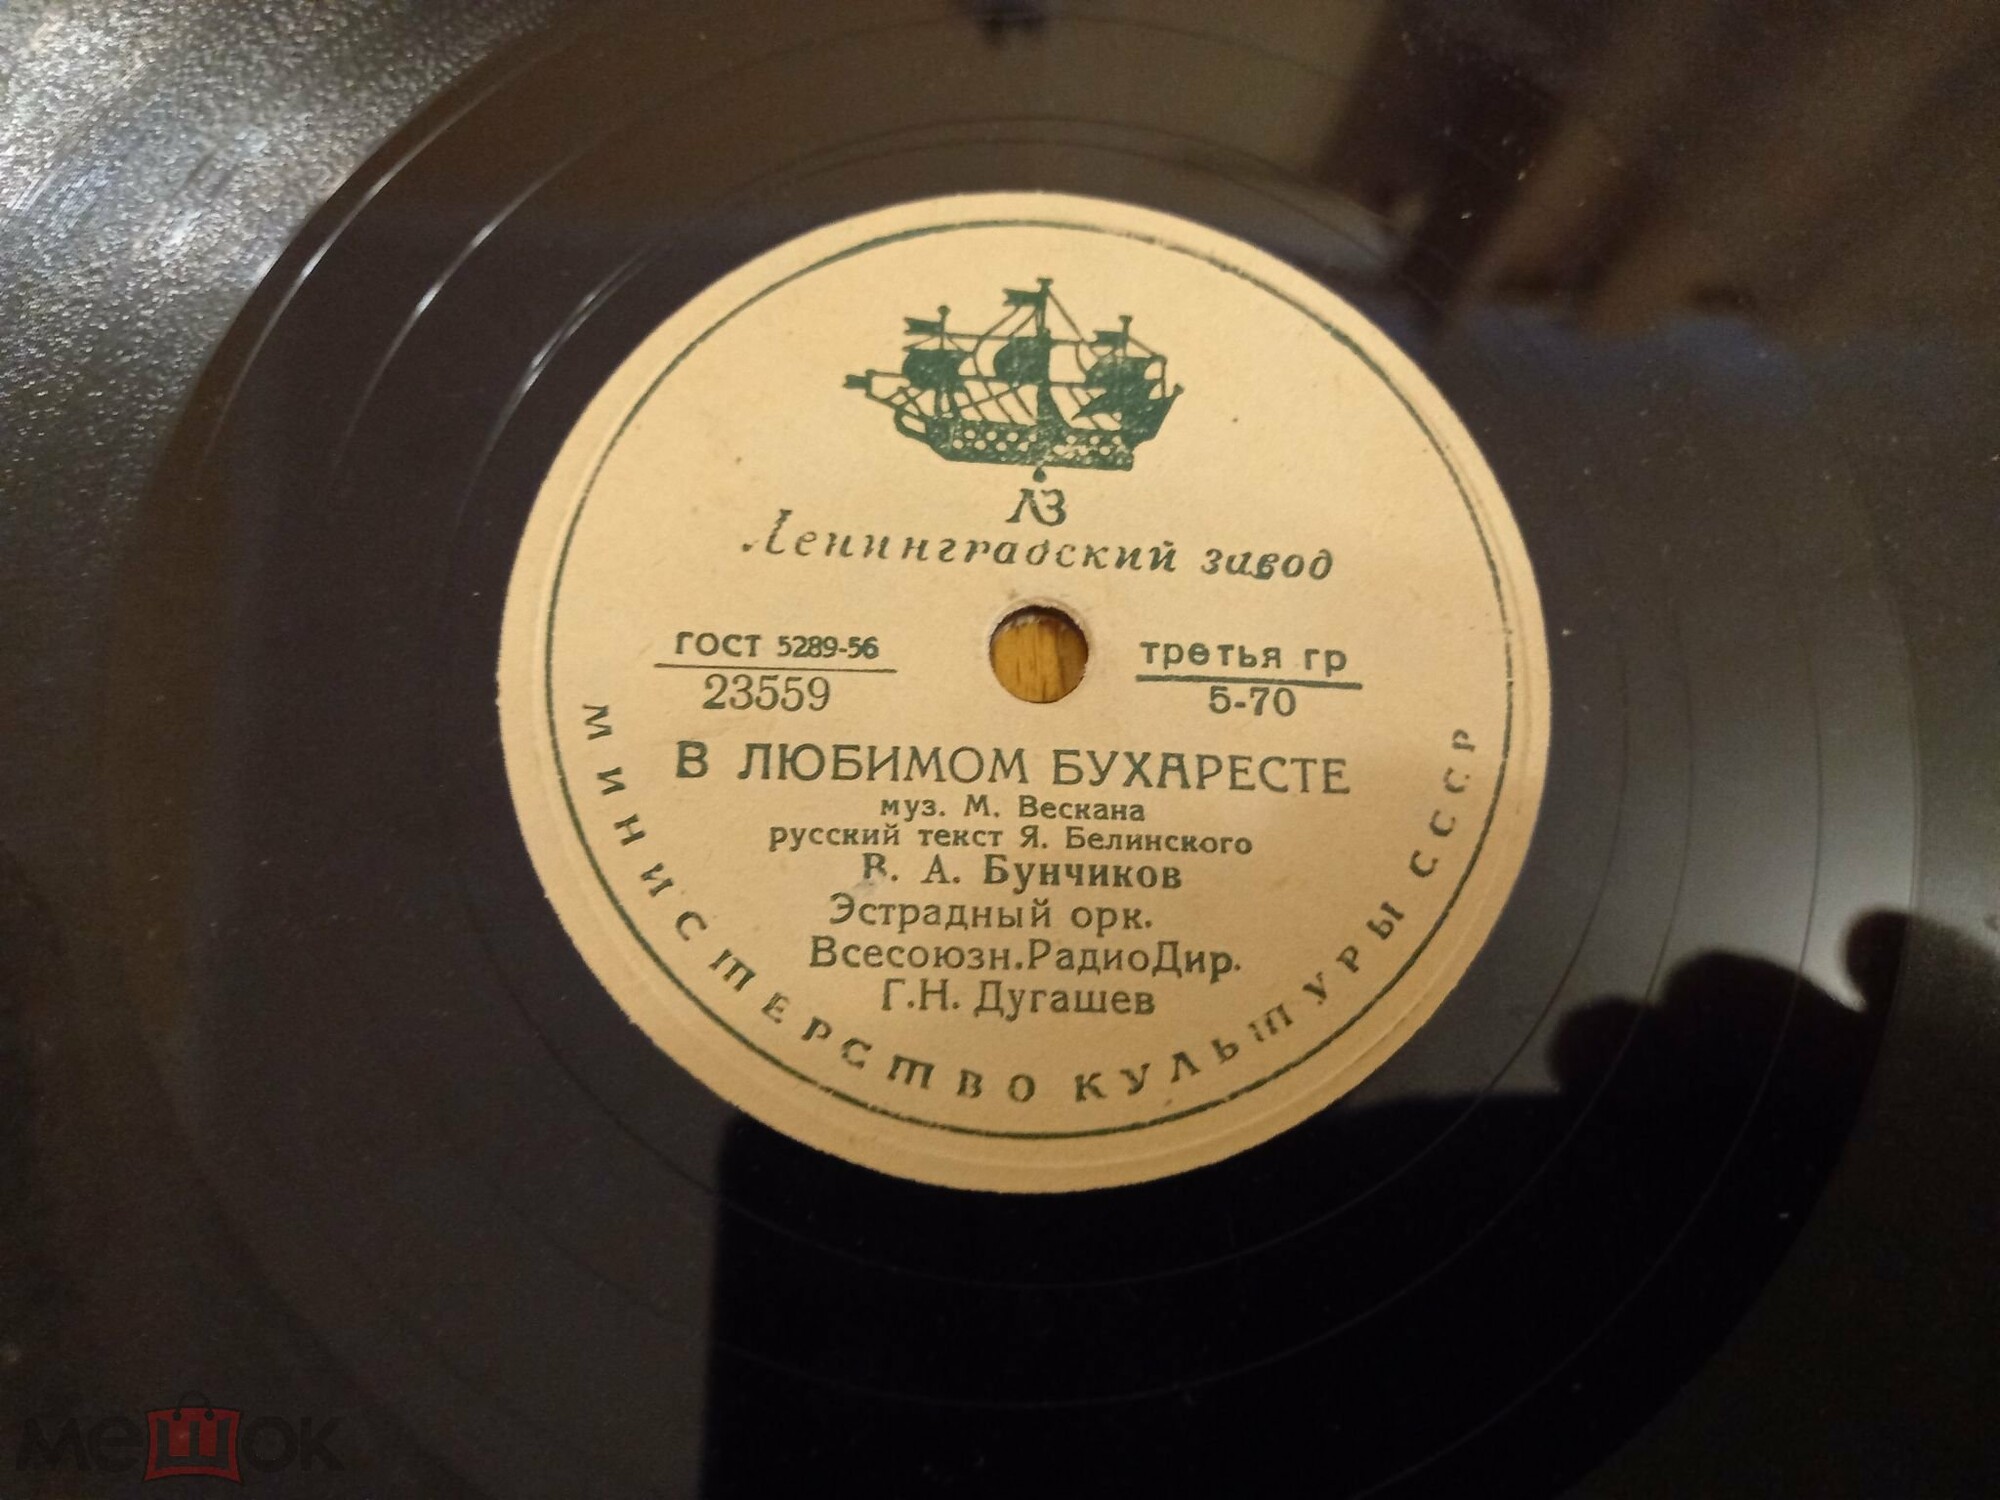 ЛЗ
Ленинградский завод
ГОСТ 5289-56
23559
третья гр
5-70
В ЛЮБИМОМ БУХАРЕСТЕ
муз. М. Вескана
русский текст Я. Белинского
В. А. Бунчиков
Эстрадный орк.
Всесоюзн.РадиоДир.
Г.Н. Дугашев
МИНИСТЕРСТВО КУЛЬТУРЫ СССР
мешок